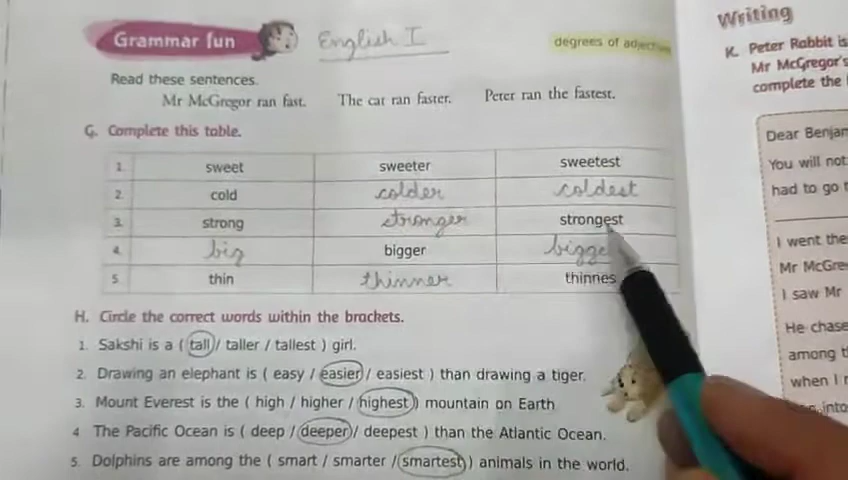 Grammar fun English I degrees of adjective
Writing
K. Peter Rabbit is
Mr McGregor's
complete the
Read these sentences.
Mr McGregor ran fast. The car ran faster. Peter ran the fastest.
G. Complete this table.
1. sweet sweeter sweetest
2. cold colder coldest
3. strong stronger strongest
4. big bigger bigge
5. thin thinner thinnes
H. Circle the correct words within the brackets.
1. Sakshi is a ( tall / taller / tallest ) girl.
2. Drawing an elephant is ( easy / easier / easiest ) than drawing a tiger.
3. Mount Everest is the ( high / higher / highest ) mountain on Earth
4 The Pacific Ocean is ( deep / deeper / deepest ) than the Atlantic Ocean.
5. Dolphins are among the ( smart / smarter / smartest ) animals in the world.
Dear Benjam
You will not
had to go t
I went the
Mr McGre
I saw Mr
He chase
among t
when I r
into